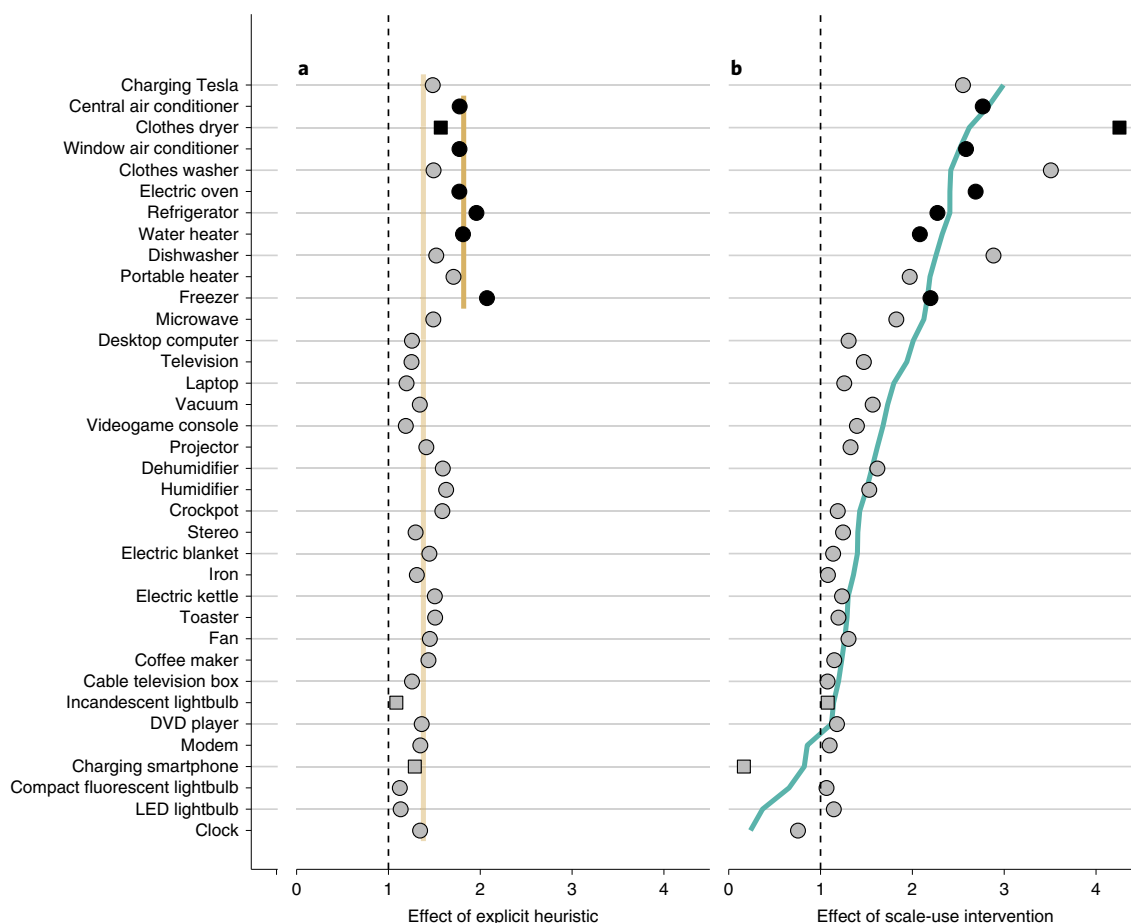 a
b
Charging Tesla
Central air conditioner
Clothes dryer
Window air conditioner
Clothes washer
Electric oven
Refrigerator
Water heater
Dishwasher
Portable heater
Freezer
Microwave
Desktop computer
Television
Laptop
Vacuum
Videogame console
Projector
Dehumidifier
Humidifier
Crockpot
Stereo
Electric blanket
Iron
Electric kettle
Toaster
Fan
Coffee maker
Cable television box
Incandescent lightbulb
DVD player
Modem
Charging smartphone
Compact fluorescent lightbulb
LED lightbulb
Clock
0 1 2 3 4 0 1 2 3 4
Effect of explicit heuristic Effect of scale-use intervention